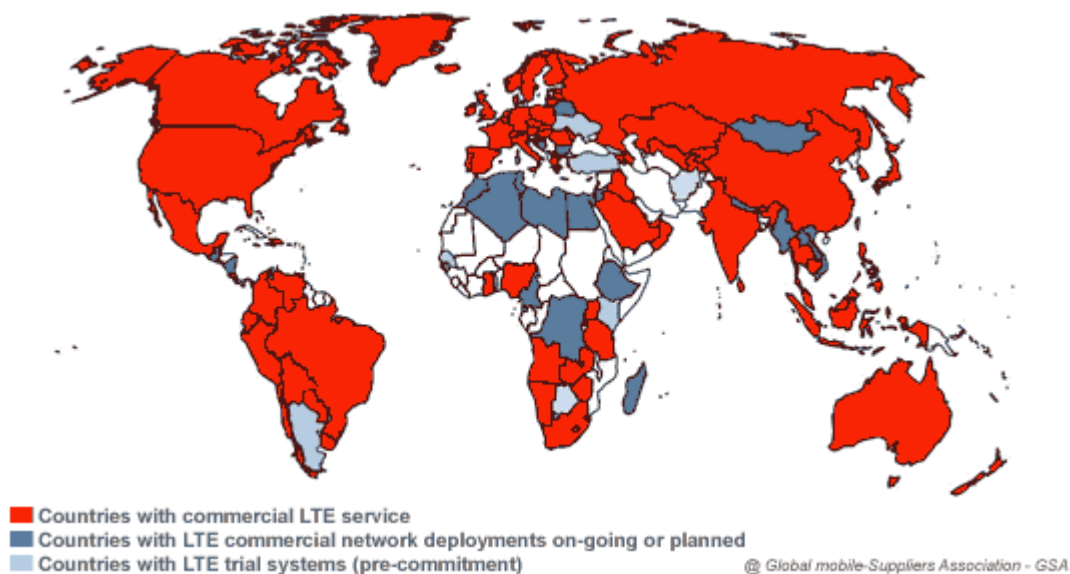 Countries with commercial LTE service
Countries with LTE commercial network deployments on-going or planned
Countries with LTE trial systems (pre-commitment)
@ Global mobile-Suppliers Association - GSA